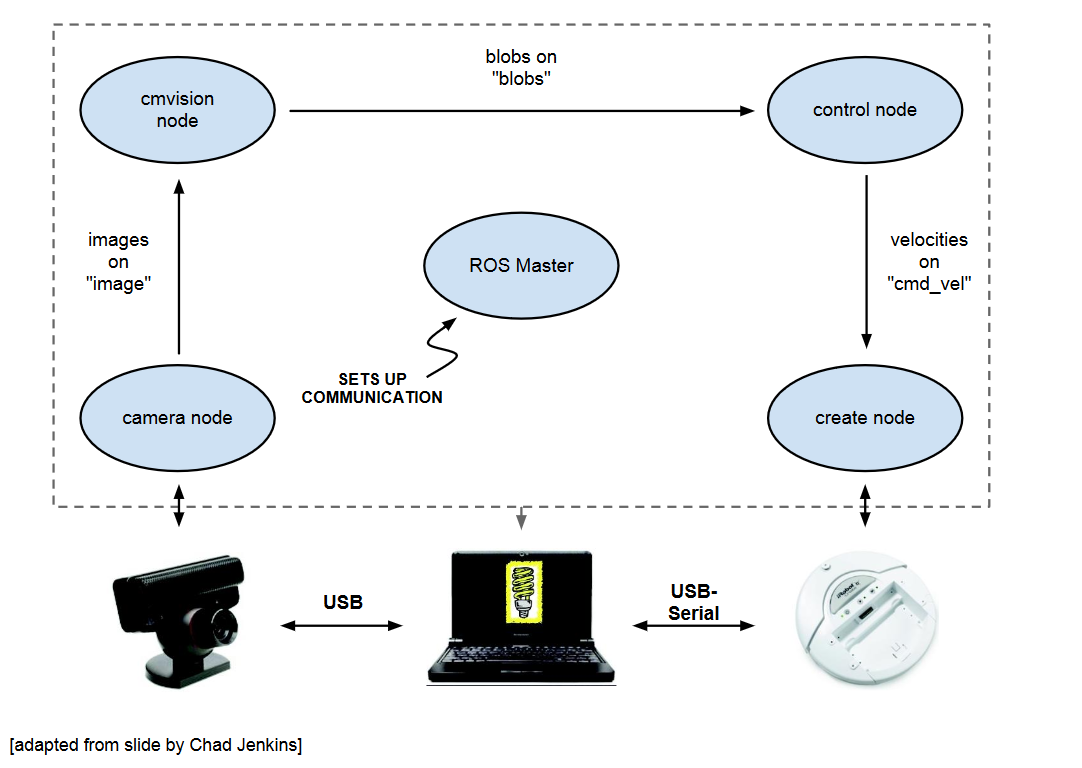 blobs on
"blobs"
cmvision
node
control node
images
on
"image"
ROS Master
velocities
on
"cmd_vel"
SETS UP
COMMUNICATION
camera node
create node
USB
USB-
Serial
iRobot
[adapted from slide by Chad Jenkins]